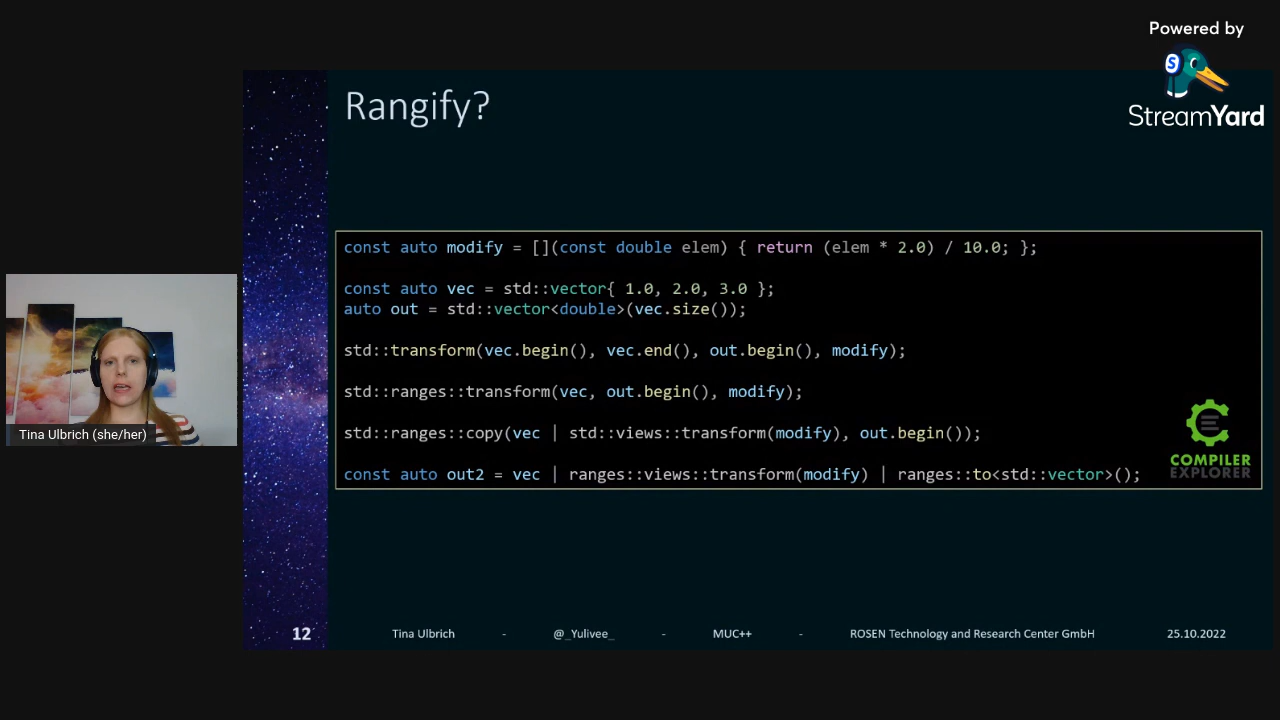 Powered by
StreamYard
Rangify?
const auto modify = [](const double elem) { return (elem * 2.0) / 10.0; };
const auto vec = std::vector{ 1.0, 2.0, 3.0 };
auto out = std::vector<double>(vec.size());
std::transform(vec.begin(), vec.end(), out.begin(), modify);
std::ranges::transform(vec, out.begin(), modify);
std::ranges::copy(vec | std::views::transform(modify), out.begin());
const auto out2 = vec | ranges::views::transform(modify) | ranges::to<std::vector>();
COMPILER
EXPLORER
Tina Ulbrich (she/her)
12 Tina Ulbrich - @_Yulivee_ - MUC++ - ROSEN Technology and Research Center GmbH 25.10.2022